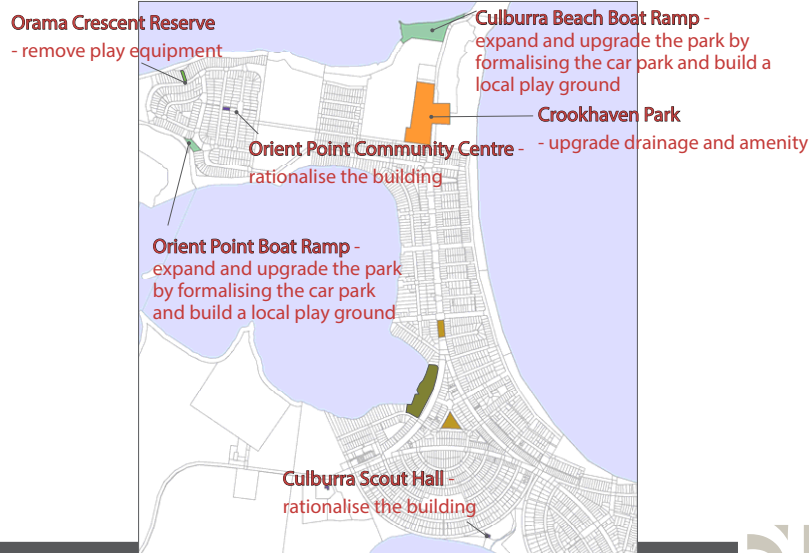 Orama Crescent Reserve
- remove play equipment
Culburra Beach Boat Ramp -
expand and upgrade the park by
formalising the car park and build a
local play ground
Crookhaven Park
- upgrade drainage and amenity
Orient Point Community Centre -
rationalise the building
Orient Point Boat Ramp -
expand and upgrade the park
by formalising the car park
and build a local play ground
Culburra Scout Hall -
rationalise the building